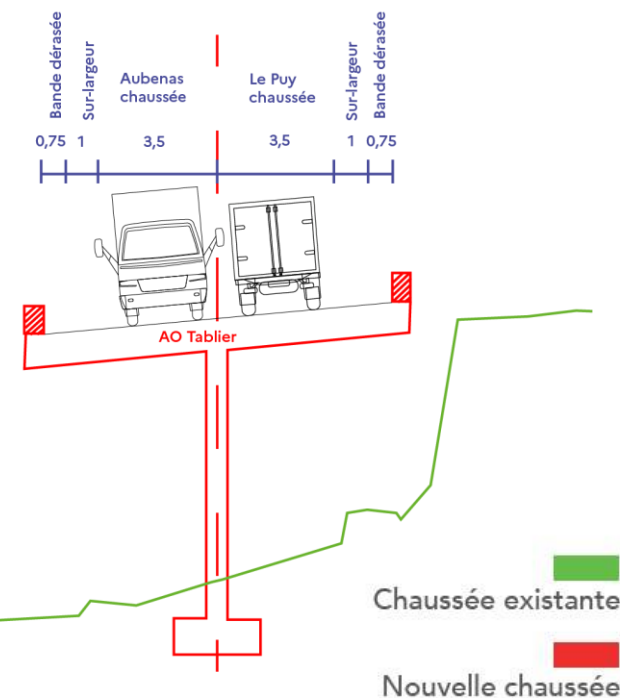 Bande dérasée
Sur-largeur
Aubenas
chaussée
Le Puy
chaussée
Sur-largeur
Bande dérasée
0,75
1
3,5
3,5
1
0,75
AO Tablier
Chaussée existante
Nouvelle chaussée